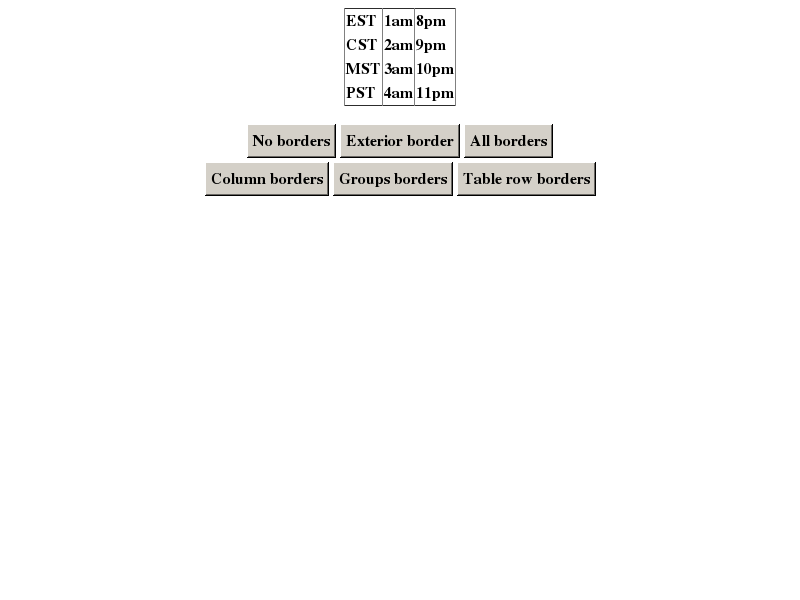 EST 1am 8pm
CST 2am 9pm
MST 3am 10pm
PST 4am 11pm
No borders Exterior border All borders
Column borders Groups borders Table row borders